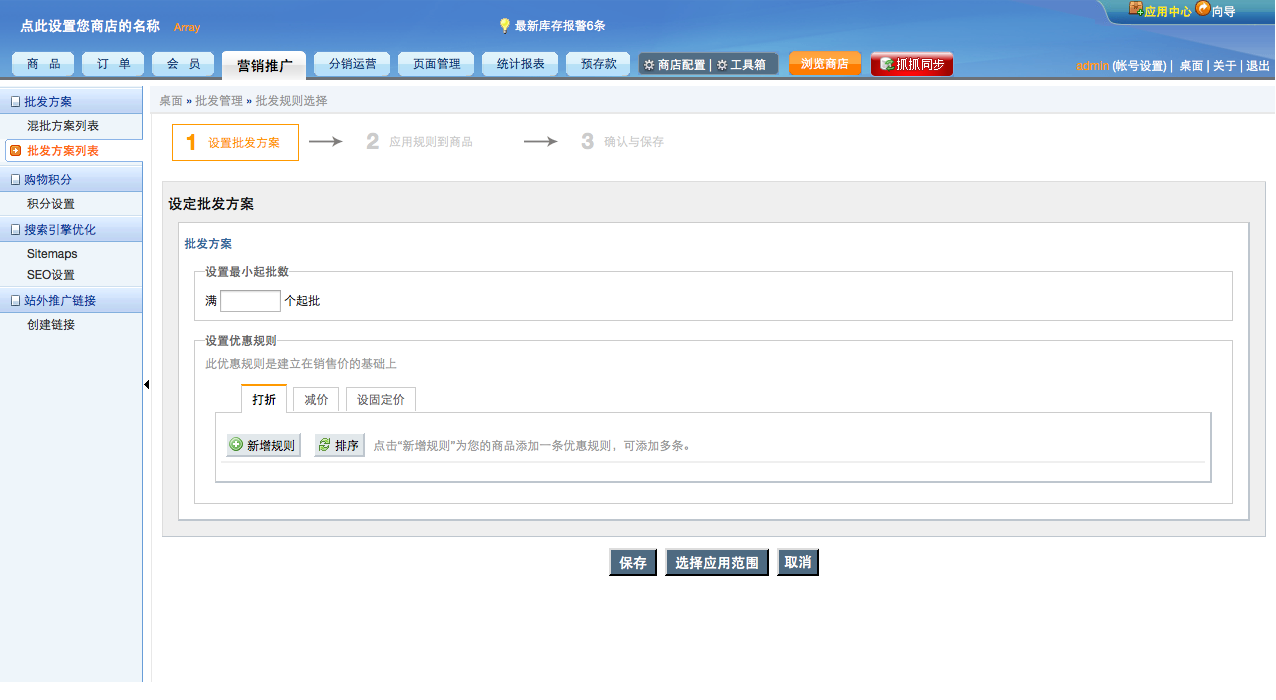 点此设置您商店的名称 Array 最新库存报警6条 应用中心 向导
商 品 订 单 会 员 营销推广 分销运营 页面管理 统计报表 预存款 商店配置 | 工具箱 浏览商店 抓抓同步 admin (帐号设置) | 桌面 | 关于 | 退出
批发方案
混批方案列表
批发方案列表
购物积分
积分设置
搜索引擎优化
Sitemaps
SEO设置
站外推广链接
创建链接
桌面 » 批发管理 » 批发规则选择
1 设置批发方案 2 应用规则到商品 3 确认与保存
设定批发方案
批发方案
设置最小起批数
满 个起批
设置优惠规则
此优惠规则是建立在销售价的基础上
打折 减价 设固定价
新增规则 排序 点击“新增规则”为您的商品添加一条优惠规则，可添加多条。
保存 选择应用范围 取消